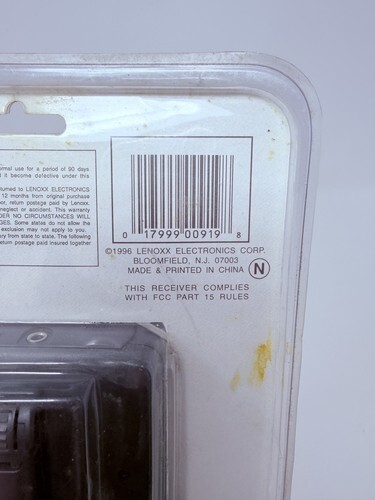 rmal use for a period of 90 days
d it become defective under this
eturned to LENOXX ELECTRONICS
12 months from original purchase
or, return postage paid by Lenoxx.
neglect or accident. This warranty
DER NO CIRCUMSTANCES WILL
GES. Some states do not allow the
exclusion may not apply to you.
ry from state to state. The following
eturn postage paid insured together
0 17999 00919 8
©1996 LENOXX ELECTRONICS CORP.
BLOOMFIELD, N.J. 07003
MADE & PRINTED IN CHINA N
THIS RECEIVER COMPLIES
WITH FCC PART 15 RULES